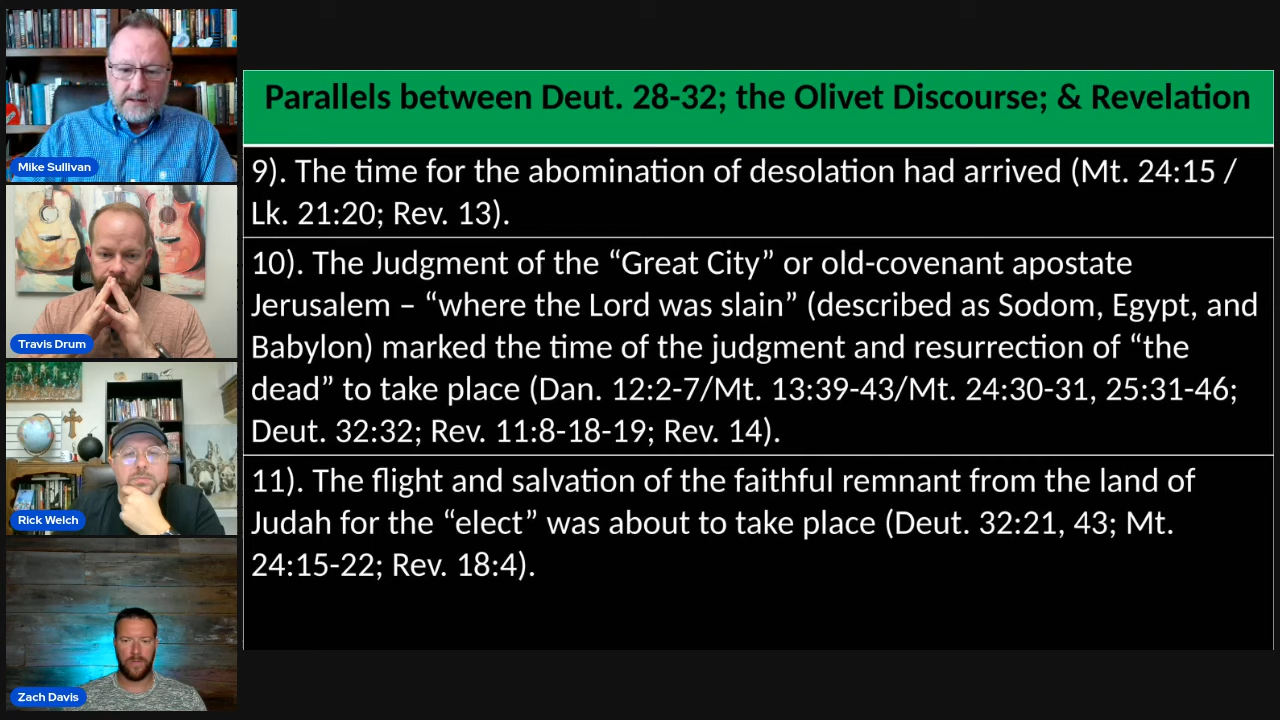 Mike Sullivan
Travis Drum
Rick Welch
Zach Davis
Parallels between Deut. 28-32; the Olivet Discourse; & Revelation
9). The time for the abomination of desolation had arrived (Mt. 24:15 /
Lk. 21:20; Rev. 13).
10). The Judgment of the “Great City” or old-covenant apostate
Jerusalem – “where the Lord was slain” (described as Sodom, Egypt, and
Babylon) marked the time of the judgment and resurrection of “the
dead” to take place (Dan. 12:2-7/Mt. 13:39-43/Mt. 24:30-31, 25:31-46;
Deut. 32:32; Rev. 11:8-18-19; Rev. 14).
11). The flight and salvation of the faithful remnant from the land of
Judah for the “elect” was about to take place (Deut. 32:21, 43; Mt.
24:15-22; Rev. 18:4).